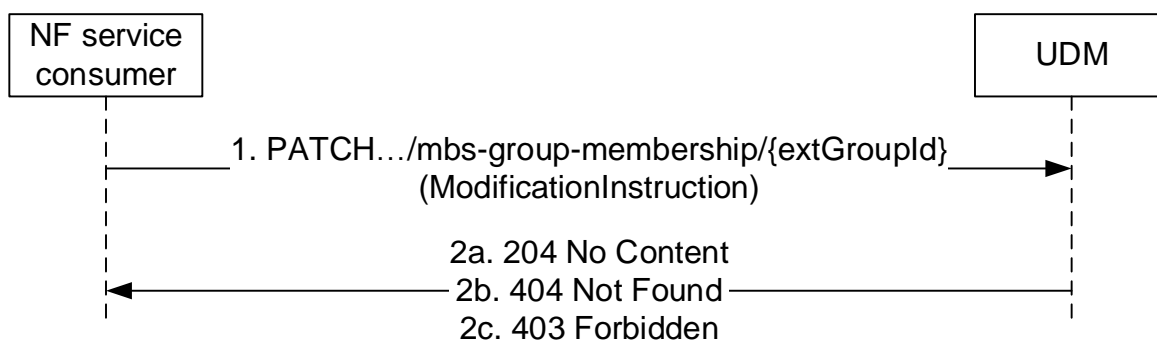 NF service
consumer
UDM
1. PATCH…/mbs-group-membership/{extGroupId}
(ModificationInstruction)
2a. 204 No Content
2b. 404 Not Found
2c. 403 Forbidden